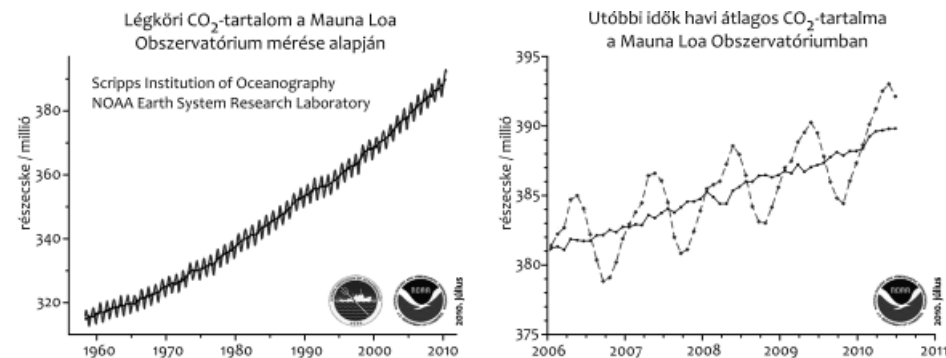 Légköri CO2-tartalom a Mauna Loa
Obszervatórium mérése alapján
Scripps Institution of Oceanography
NOAA Earth System Research Laboratory
részecske / millió
380
360
340
320
1960 1970 1980 1990 2000 2010
NOAA
2010. július
Utóbbi idők havi átlagos CO2-tartalma
a Mauna Loa Obszervatóriumban
részecske / millió
395
390
385
380
375
2006 2007 2008 2009 2010 2011
NOAA
2010. július